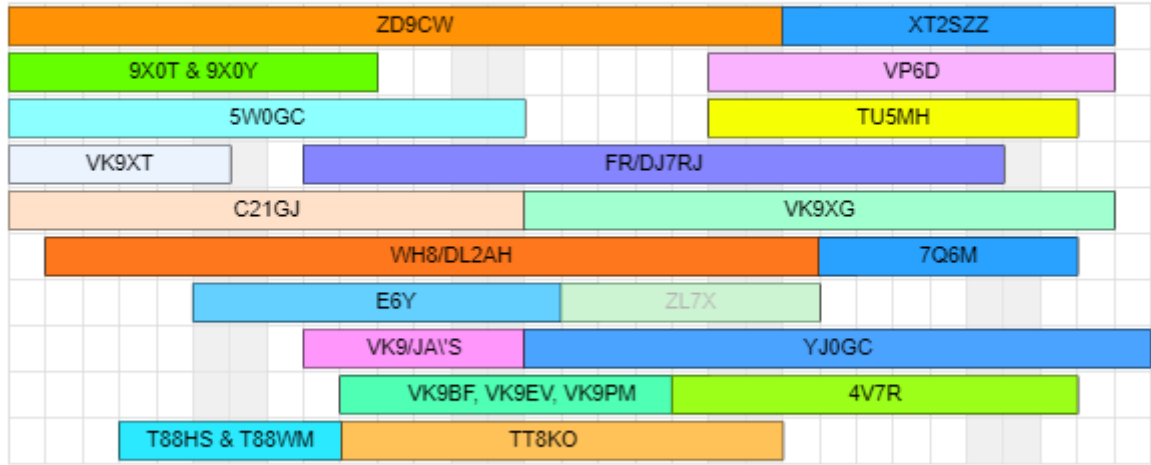 ZD9CW XT2SZZ
9X0T & 9X0Y VP6D
5W0GC TU5MH
VK9XT FR/DJ7RJ
C21GJ VK9XG
WH8/DL2AH 7Q6M
E6Y ZL7X
VK9/JA\'S YJ0GC
VK9BF, VK9EV, VK9PM 4V7R
T88HS & T88WM TT8KO